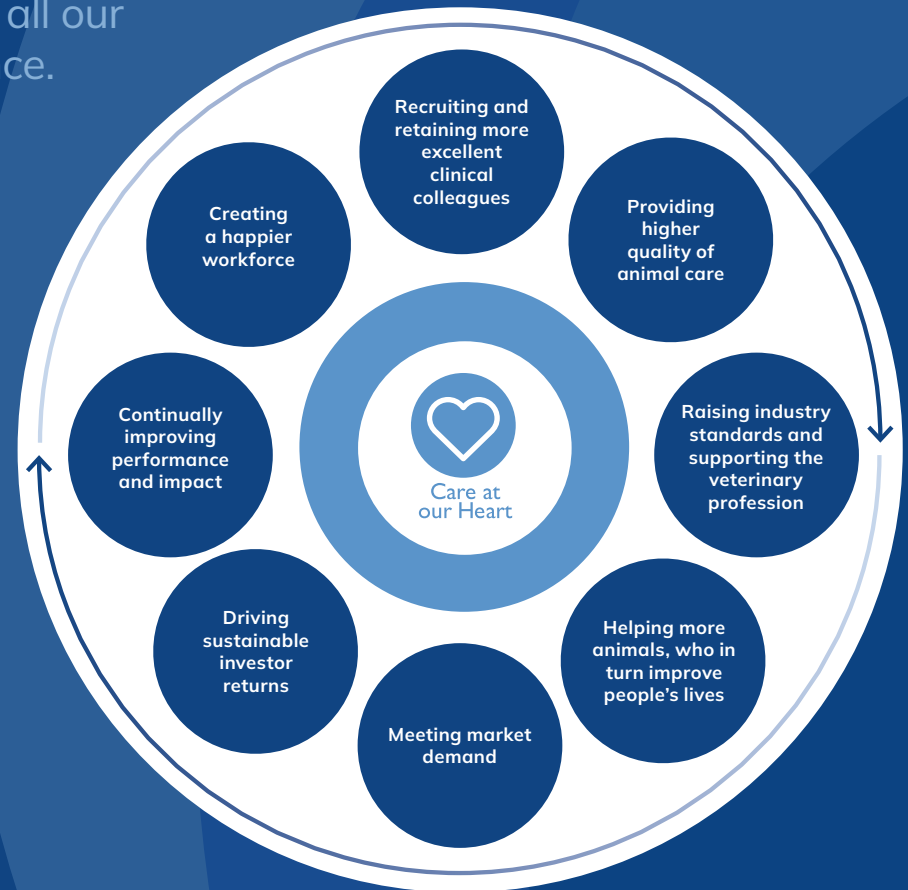 all our
ce.
Recruiting and
retaining more
excellent
clinical
colleagues
Providing
higher
quality of
animal care
Raising industry
standards and
supporting the
veterinary
profession
Helping more
animals, who in
turn improve
people’s lives
Meeting market
demand
Driving
sustainable
investor
returns
Continually
improving
performance
and impact
Creating
a happier
workforce
Care at
our Heart